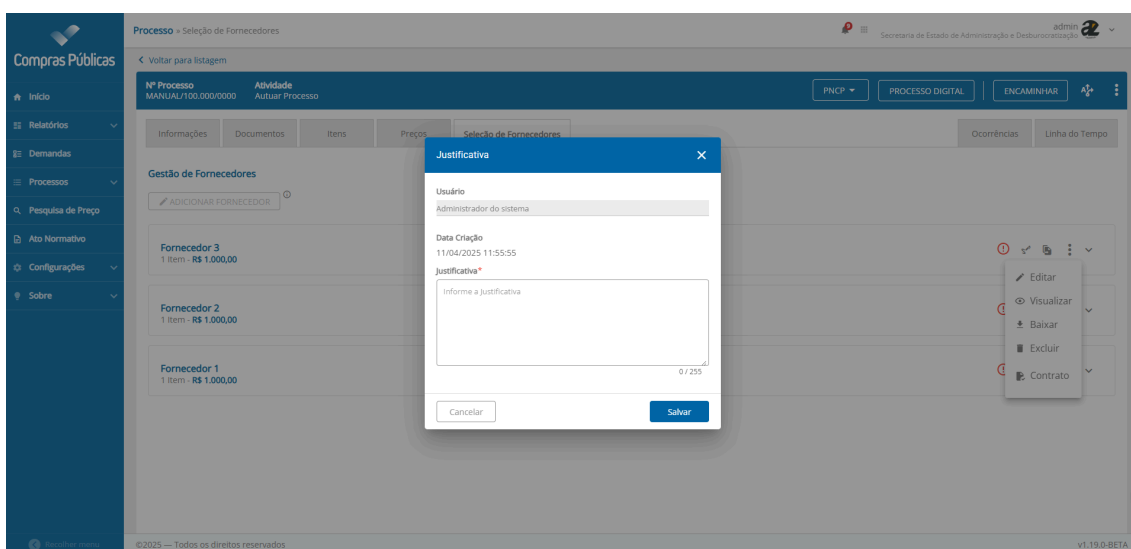 Compras Públicas
Início
Relatórios
Demandas
Processos
Pesquisa de Preço
Ato Normativo
Configurações
Sobre
Recolher menu
Processo » Seleção de Fornecedores
admin
Secretaria de Estado de Administração e Desburocratização
Voltar para listagem
Nº Processo
MANUAL/100.000/0000
Atividade
Autuar Processo
PNCP
PROCESSO DIGITAL
ENCAMINHAR
Informações
Documentos
Itens
Preços
Seleção de Fornecedores
Ocorrências
Linha do Tempo
Gestão de Fornecedores
ADICIONAR FORNECEDOR
Fornecedor 3
1 Item - R$ 1.000,00
Fornecedor 2
1 Item - R$ 1.000,00
Fornecedor 1
1 Item - R$ 1.000,00
Editar
Visualizar
Baixar
Excluir
Contrato
Justificativa
Usuário
Administrador do sistema
Data Criação
11/04/2025 11:55:55
Justificativa*
Informe a Justificativa
0 / 255
Cancelar
Salvar
©2025 — Todos os direitos reservados
v1.19.0-BETA